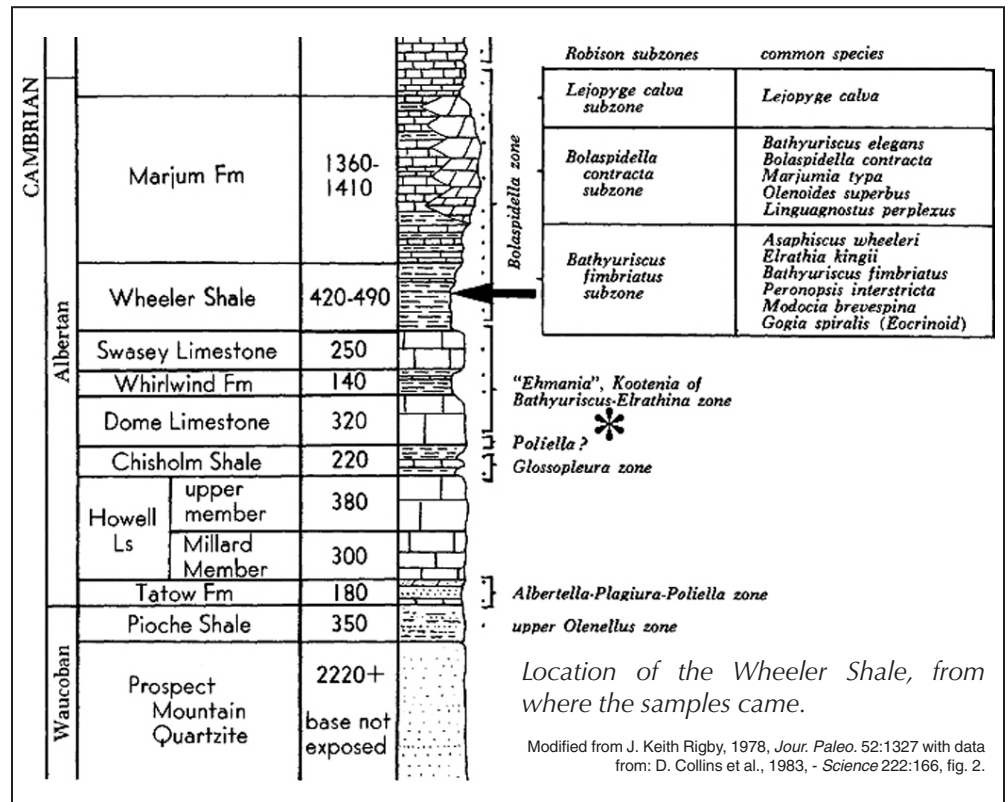 CAMBRIAN
Albertan
Waucoban
Marjum Fm
1360-
1410
Wheeler Shale
420-490
Swasey Limestone
250
Whirlwind Fm
140
Dome Limestone
320
Chisholm Shale
220
Howell
Ls
upper
member
380
Millard
Member
300
Tatow Fm
180
Pioche Shale
350
Prospect
Mountain
Quartzite
2220+
base not
exposed
Bolaspidella zone
"Ehmania", Kootenia of
Bathyuriscus-Elrathina zone
*
Poliella?
Glossopleura zone
Albertella-Plagiura-Poliella zone
upper Olenellus zone
Robison subzones
common species
Lejopyge calva
subzone
Lejopyge calva
Bolaspidella
contracta
subzone
Bathyuriscus elegans
Bolaspidella contracta
Marjumia typa
Olenoides superbus
Linguagnostus perplexus
Bathyuriscus
fimbriatus
subzone
Asaphiscus wheeleri
Elrathia kingii
Bathyuriscus fimbriatus
Peronopsis interstricta
Modocia brevespina
Gogia spiralis (Eocrinoid)
Location of the Wheeler Shale, from
where the samples came.
Modified from J. Keith Rigby, 1978, Jour. Paleo. 52:1327 with data
from: D. Collins et al., 1983, - Science 222:166, fig. 2.